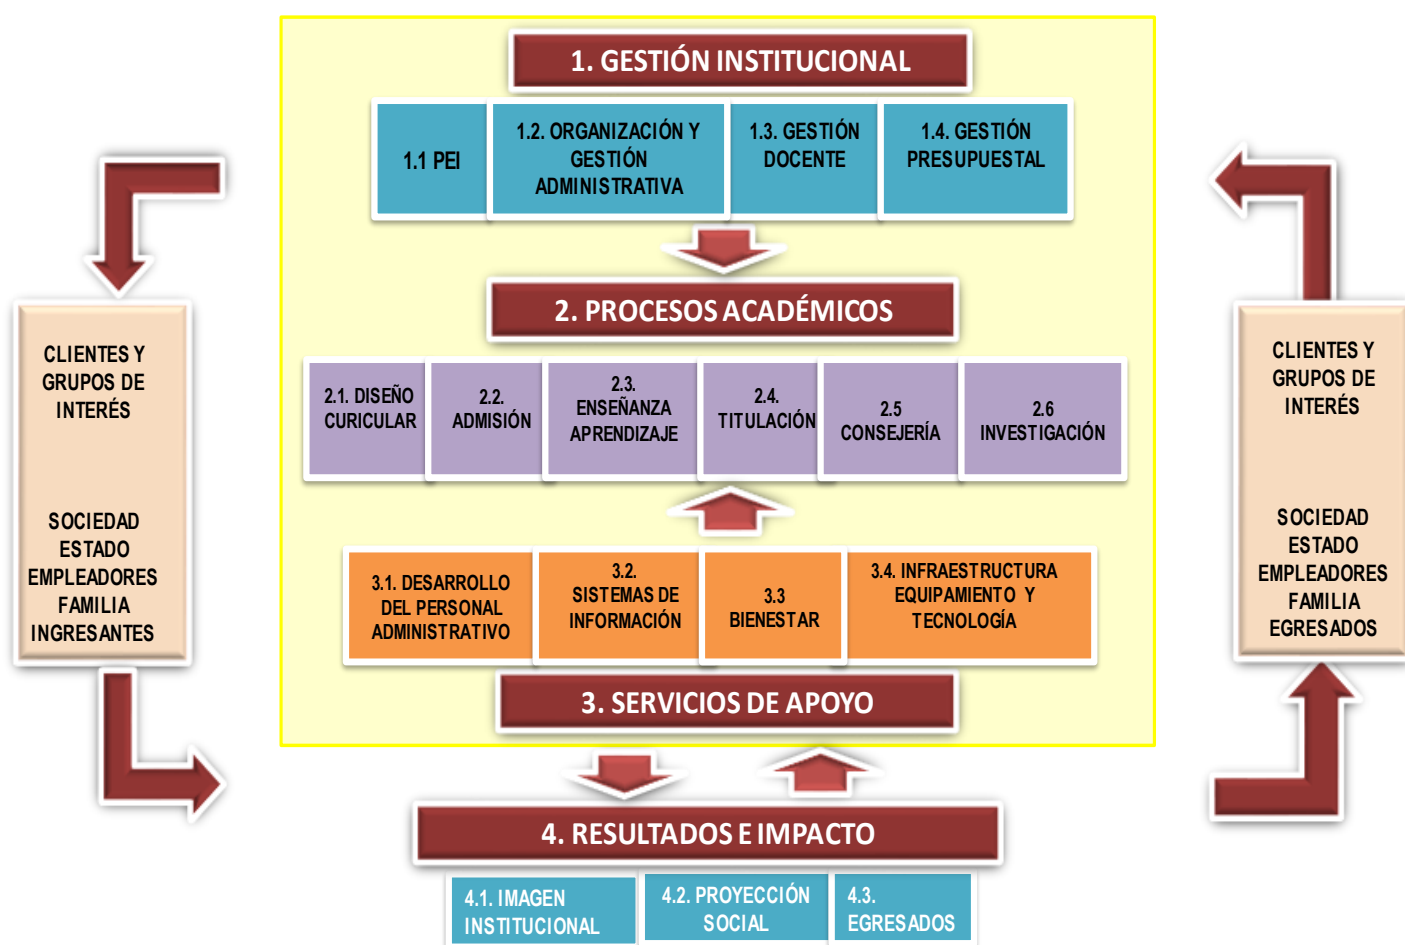 1. GESTIÓN INSTITUCIONAL
1.1 PEI
1.2. ORGANIZACIÓN Y
GESTIÓN
ADMINISTRATIVA
1.3. GESTIÓN
DOCENTE
1.4. GESTIÓN
PRESUPUESTAL
2. PROCESOS ACADÉMICOS
2.1. DISEÑO
CURICULAR
2.2.
ADMISIÓN
2.3.
ENSEÑANZA
APRENDIZAJE
2.4.
TITULACIÓN
2.5
CONSEJERÍA
2.6
INVESTIGACIÓN
3.1. DESARROLLO
DEL PERSONAL
ADMINISTRATIVO
3.2.
SISTEMAS DE
INFORMACIÓN
3.3
BIENESTAR
3.4. INFRAESTRUCTURA
EQUIPAMIENTO Y
TECNOLOGÍA
3. SERVICIOS DE APOYO
4. RESULTADOS E IMPACTO
4.1. IMAGEN
INSTITUCIONAL
4.2. PROYECCIÓN
SOCIAL
4.3.
EGRESADOS
CLIENTES Y
GRUPOS DE
INTERÉS
SOCIEDAD
ESTADO
EMPLEADORES
FAMILIA
INGRESANTES
CLIENTES Y
GRUPOS DE
INTERÉS
SOCIEDAD
ESTADO
EMPLEADORES
FAMILIA
EGRESADOS